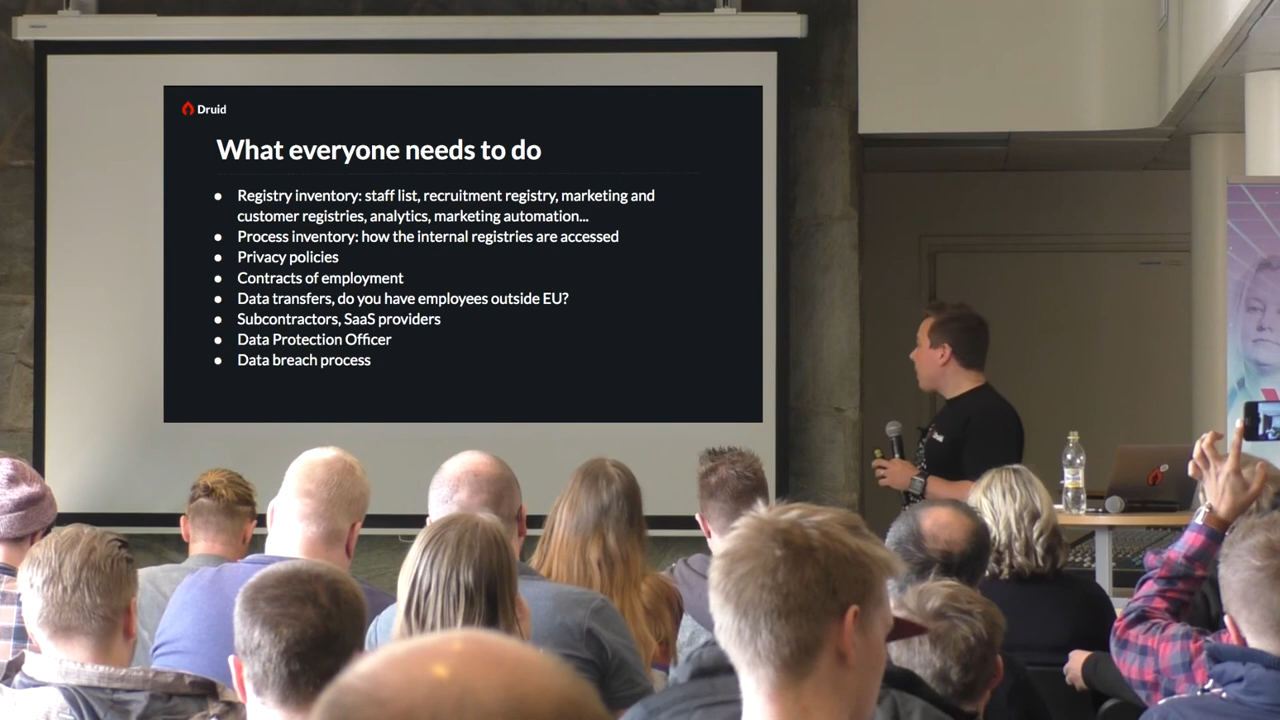 Druid
What everyone needs to do
● Registry inventory: staff list, recruitment registry, marketing and
customer registries, analytics, marketing automation...
● Process inventory: how the internal registries are accessed
● Privacy policies
● Contracts of employment
● Data transfers, do you have employees outside EU?
● Subcontractors, SaaS providers
● Data Protection Officer
● Data breach process